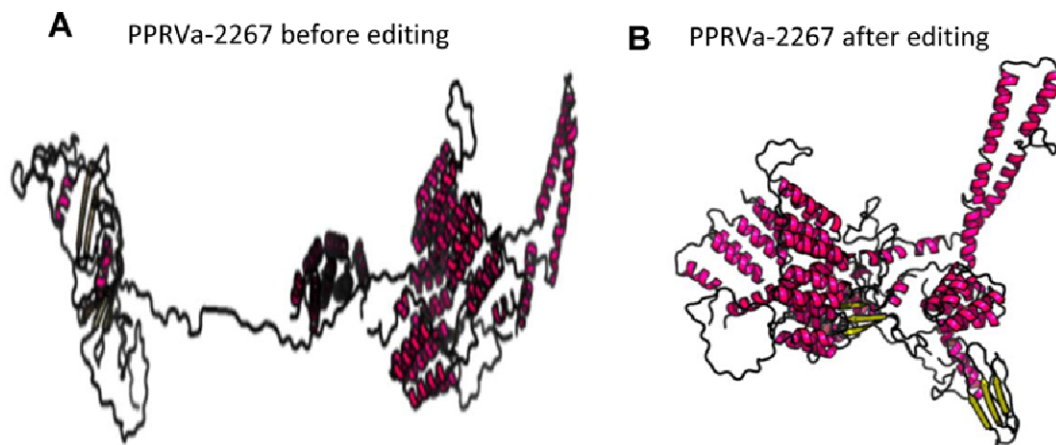 A
PPRVa-2267 before editing
B
PPRVa-2267 after editing